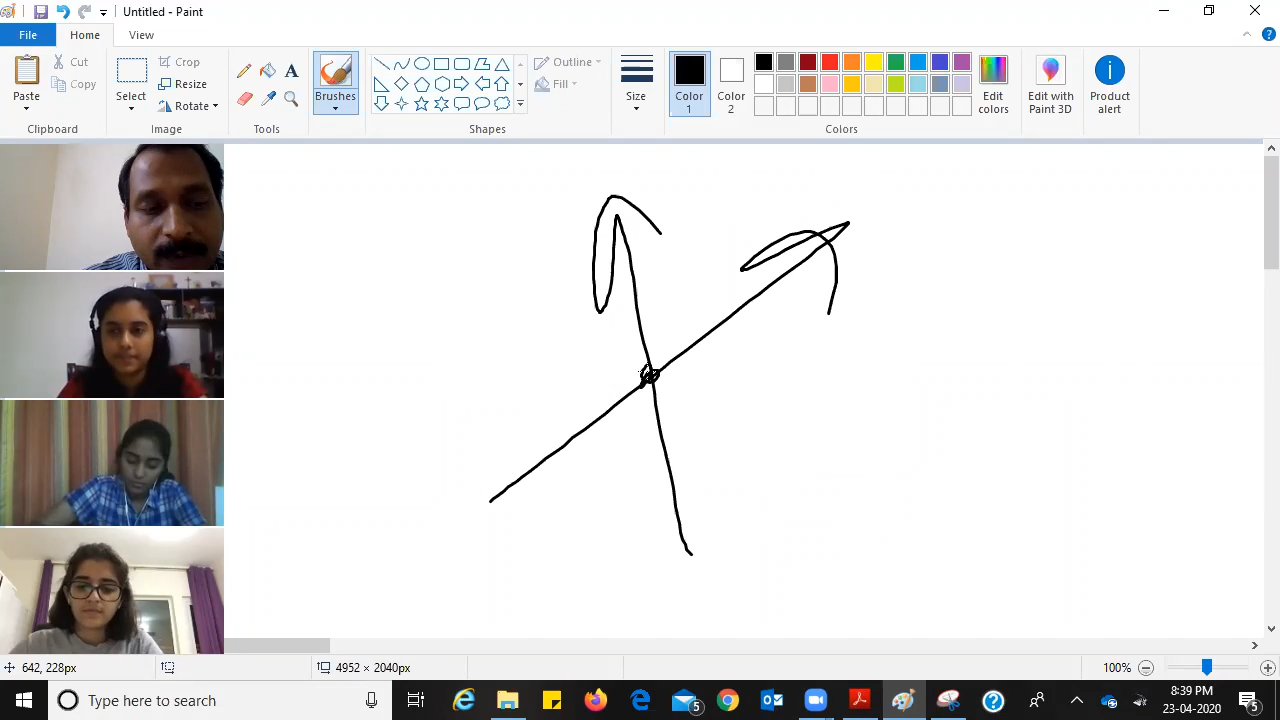 Untitled - Paint
File
Home
View
Paste
Cut
Copy
Clipboard
Select
Crop
Resize
Rotate
Image
Tools
Brushes
Shapes
Outline
Fill
Size
Color 1
Color 2
Colors
Edit colors
Edit with Paint 3D
Product alert
642, 228px
4952 × 2040px
100%
Type here to search
5
8:39 PM
23-04-2020
5